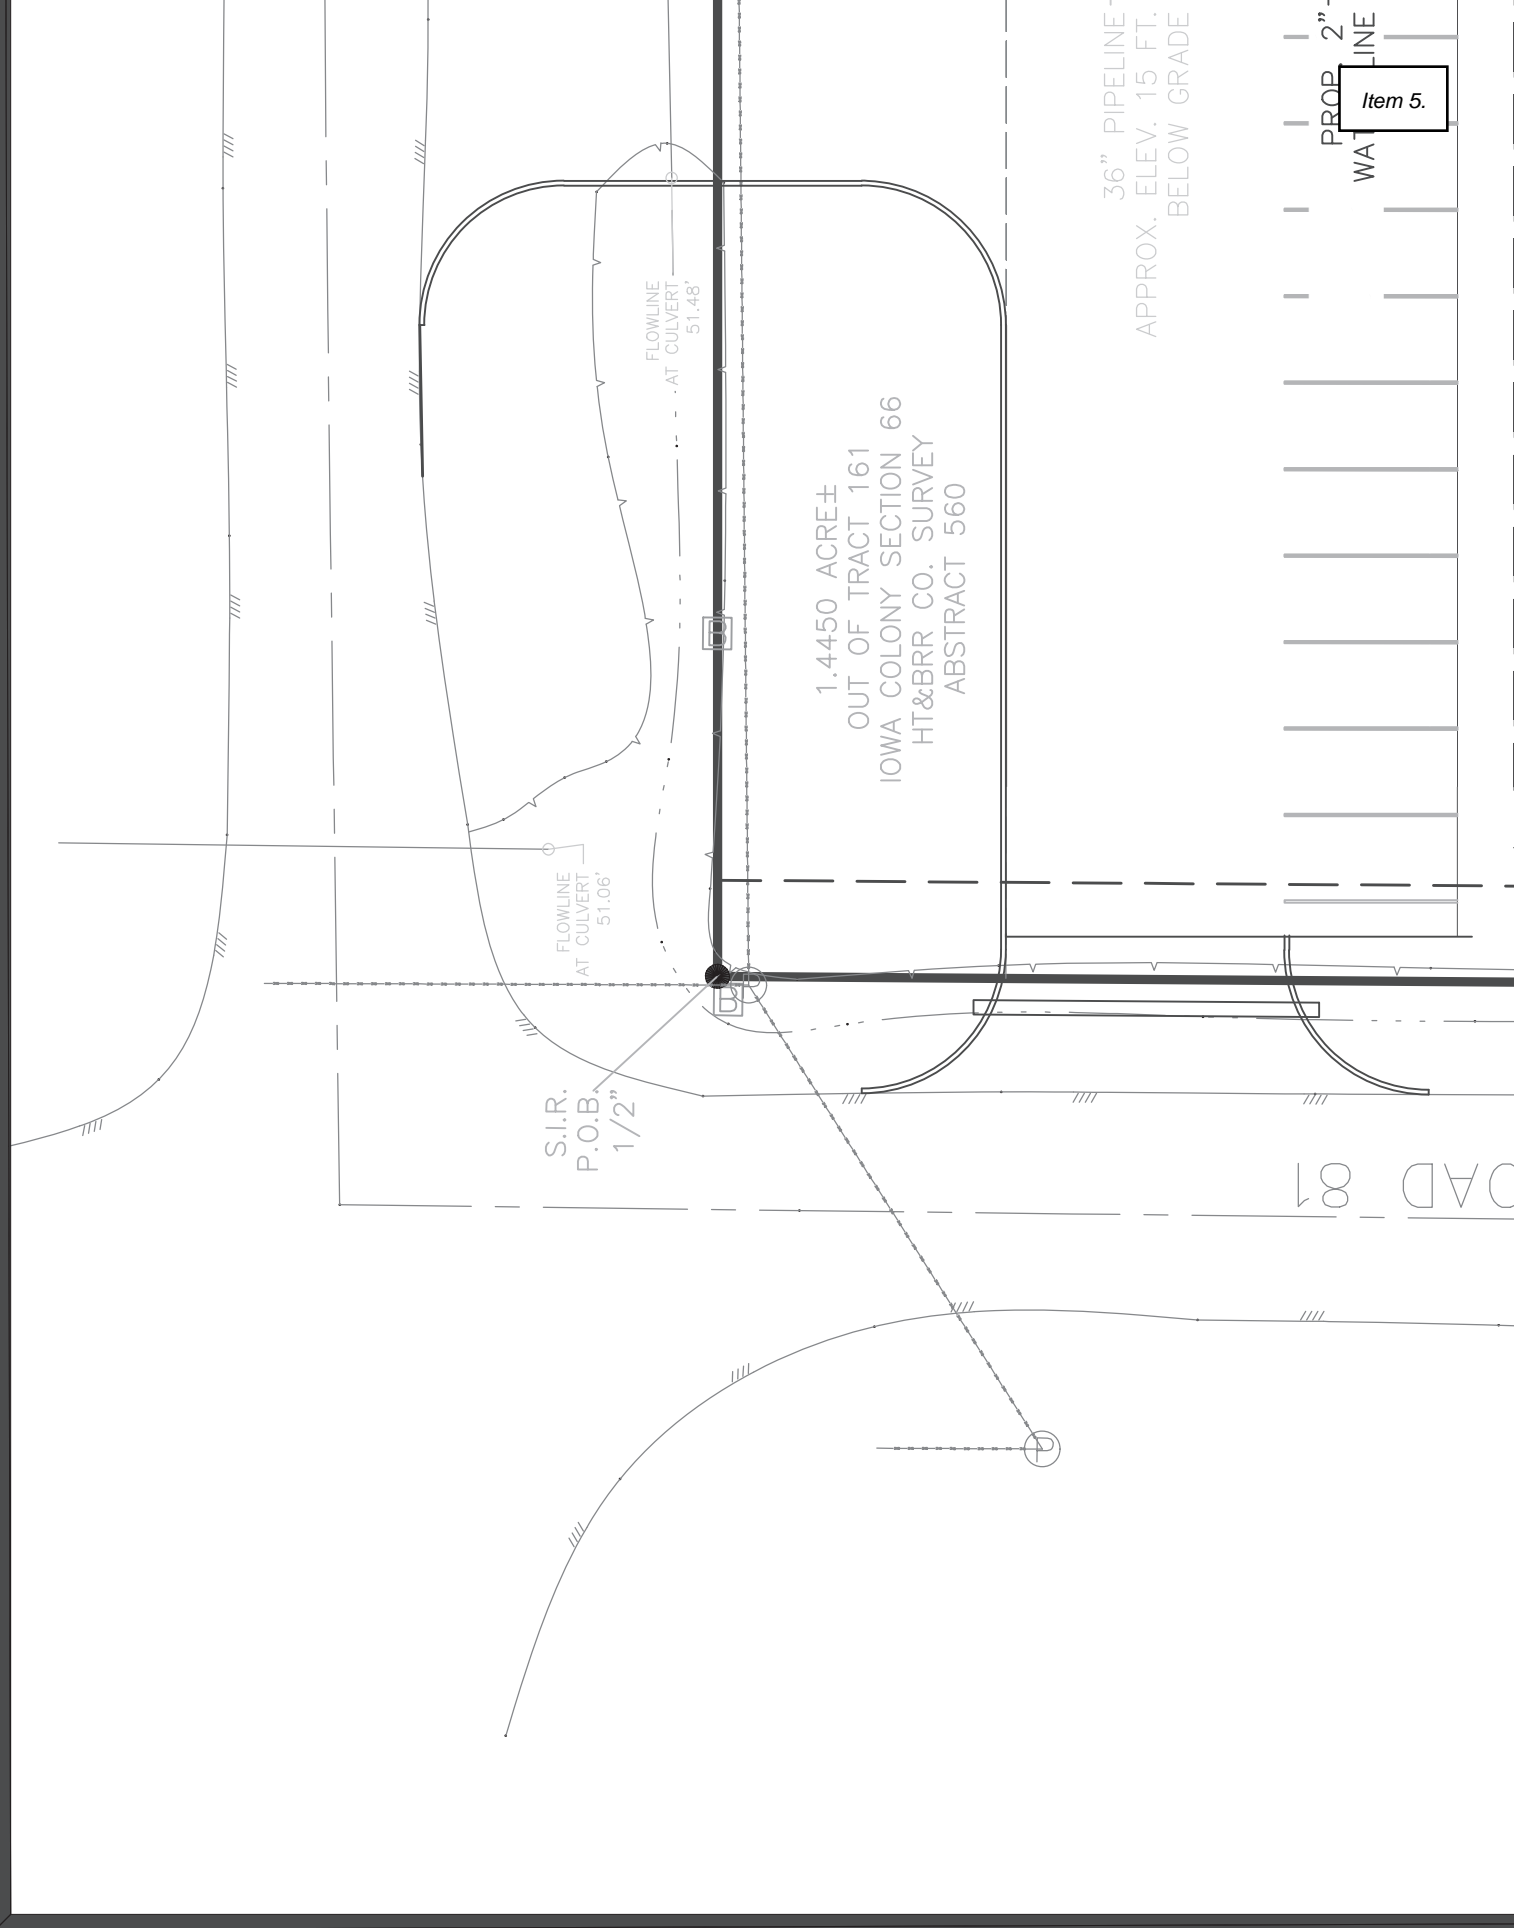 36" PIPELINE
APPROX. ELEV. 15 FT.
BELOW GRADE
PROP. 2"
WAT LINE
Item 5.
FLOWLINE
AT CULVERT
51.48'
1.4450 ACRE±
OUT OF TRACT 161
IOWA COLONY SECTION 66
HT&BRR CO. SURVEY
ABSTRACT 560
B
FLOWLINE
AT CULVERT
51.06'
B
P
S.I.R.
P.O.B.
1/2"
OAD 81
P